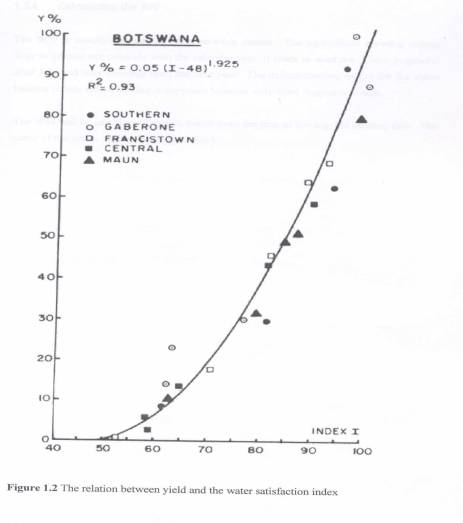 Y %
100
BOTSWANA
Y % = 0.05 (I-48)1.925
90
R2= 0.93
80
SOUTHERN
GABERONE
FRANCISTOWN
CENTRAL
MAUN
70
60
50
40
30
20
10
INDEX I
0
40 50 60 70 80 90 100
Figure 1.2 The relation between yield and the water satisfaction index